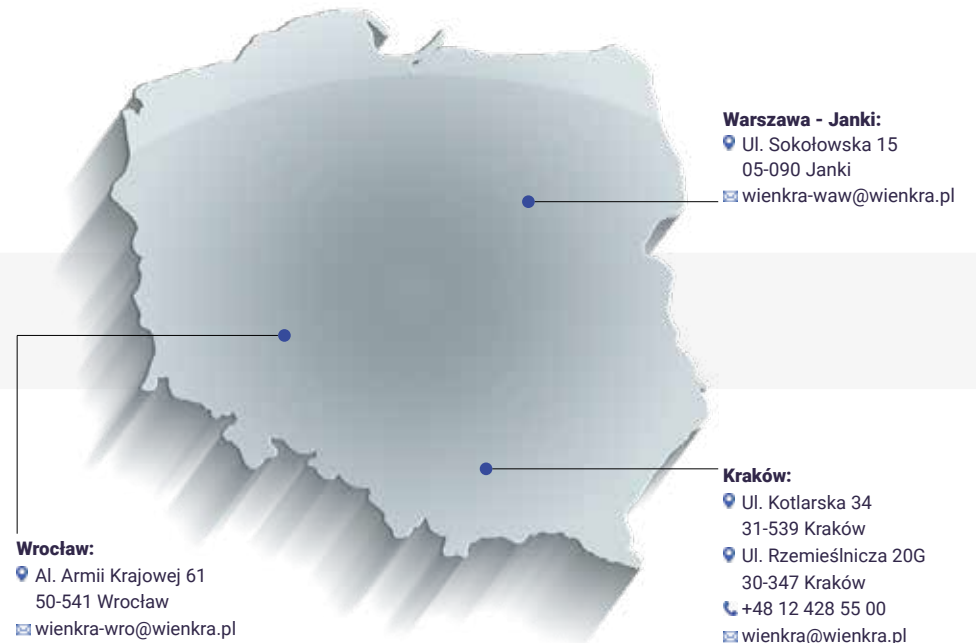 Warszawa - Janki:
Ul. Sokołowska 15
05-090 Janki
wienkra-waw@wienkra.pl
Kraków:
Ul. Kotlarska 34
31-539 Kraków
Ul. Rzemieślnicza 20G
30-347 Kraków
+48 12 428 55 00
wienkra@wienkra.pl
Wrocław:
Al. Armii Krajowej 61
50-541 Wrocław
wienkra-wro@wienkra.pl